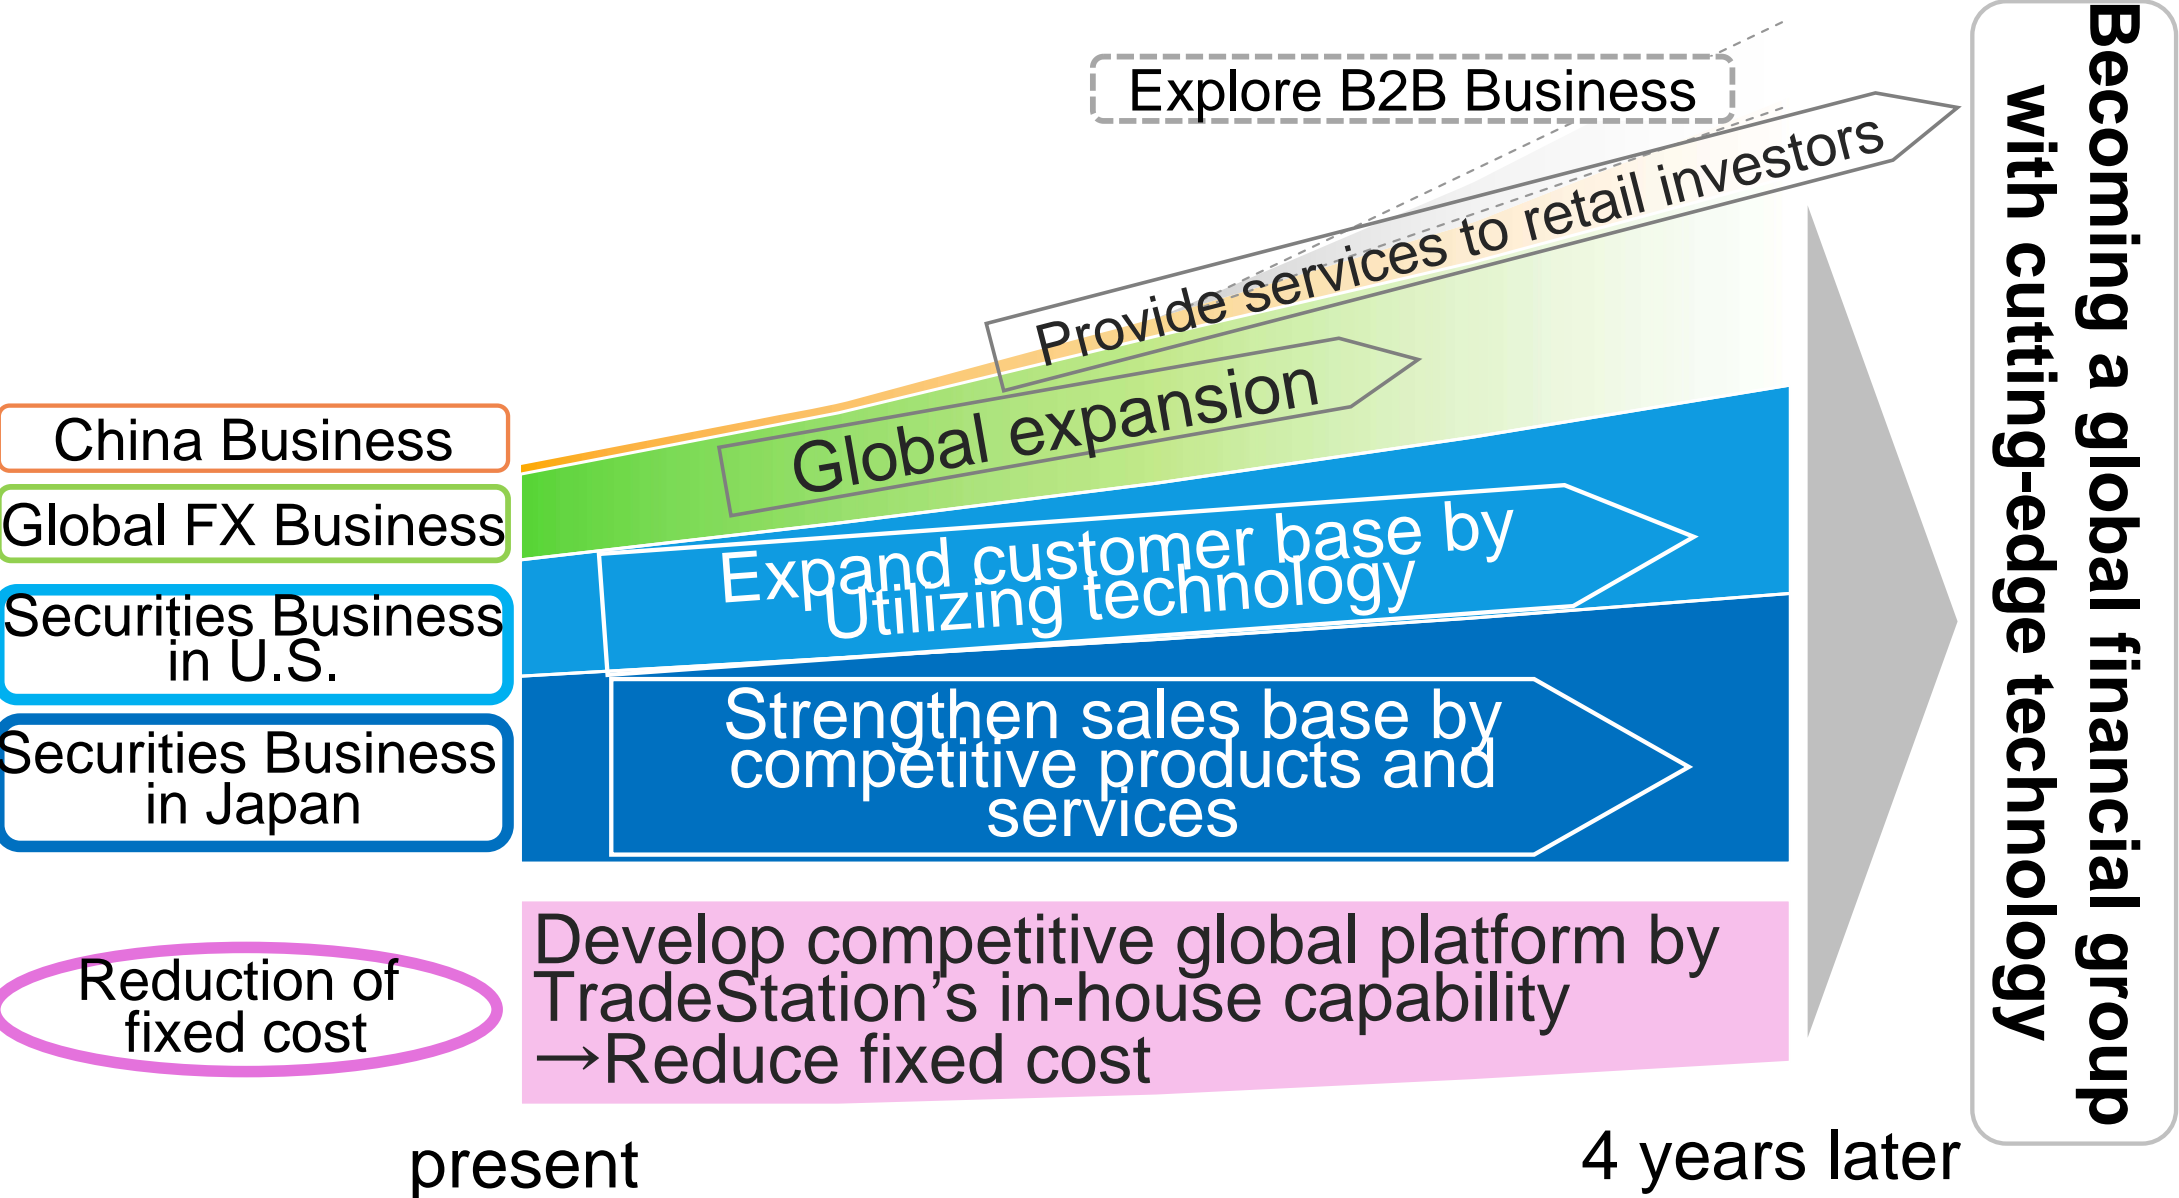 Explore B2B Business
Provide services to retail investors
Global expansion
China Business
Global FX Business
Expand customer base by
Utilizing technology
Securities Business
in U.S.
Strengthen sales base by
competitive products and
services
Securities Business
in Japan
Develop competitive global platform by
TradeStation’s in-house capability
→Reduce fixed cost
Reduction of
fixed cost
present
4 years later
Becoming a global financial group
with cutting-edge technology